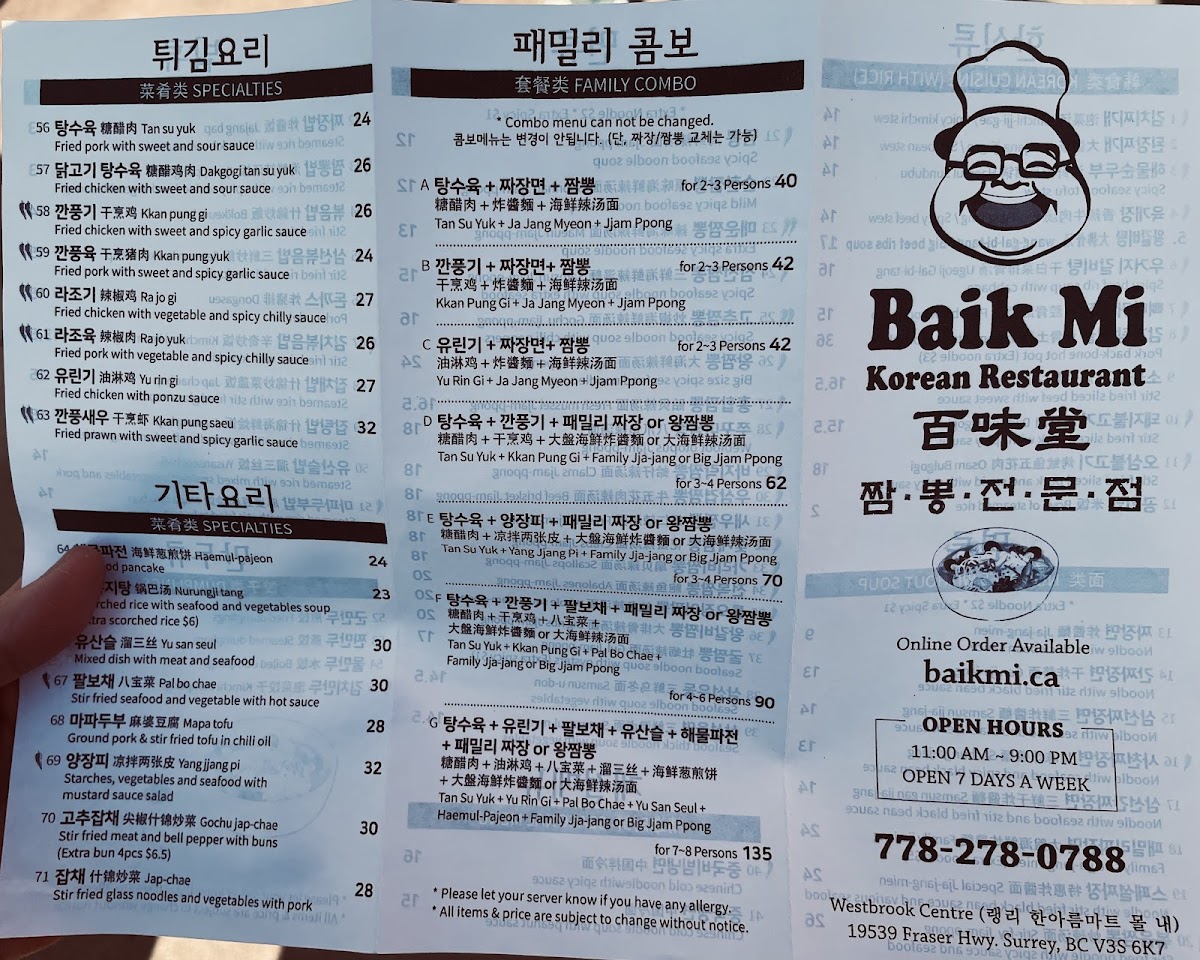 튀김요리
菜肴类 SPECIALTIES
56 탕수육 糖醋肉 Tan su yuk 24
Fried pork with sweet and sour sauce
57 닭고기 탕수육 糖醋鸡肉 Dakgogi tan su yuk 26
Fried chicken with sweet and sour sauce
58 깐풍기 干烹鸡 Kkan pung gi 26
Fried chicken with sweet and spicy garlic sauce
59 깐풍육 干烹猪肉 Kkan pung yuk 24
Fried pork with sweet and spicy garlic sauce
60 라조기 辣椒鸡 Ra jo gi 27
Fried chicken with vegetable and spicy chilly sauce
61 라조육 辣椒肉 Ra jo yuk 26
Fried pork with vegetable and spicy chilly sauce
62 유린기 油淋鸡 Yu rin gi 27
Fried chicken with ponzu sauce
63 깐풍새우 干烹虾 Kkan pung saeu 32
Fried prawn with sweet and spicy garlic sauce
기타요리
菜肴类 SPECIALTIES
64 파전 海鲜葱煎饼 Haemul-pajeon 24
pancake
지탕 锅巴汤 Nurungji tang 23
rice with seafood and vegetables soup
scorched rice $6)
유산슬 溜三丝 Yu san seul 30
Mixed dish with meat and seafood
67 팔보채 八宝菜 Pal bo chae 30
Stir fried seafood and vegetable with hot sauce
68 마파두부 麻婆豆腐 Mapa tofu 28
Ground pork & stir fried tofu in chili oil
69 양장피 凉拌两张皮 Yang jjang pi 32
Starches, vegetables and seafood with
mustard sauce salad
70 고추잡채 尖椒什锦炒菜 Gochu jap-chae 30
Stir fried meat and bell pepper with buns
(Extra bun 4pcs $6.5)
71 잡채 什锦炒菜 Jap-chae 28
Stir fried glass noodles and vegetables with pork
패밀리 콤보
套餐类 FAMILY COMBO
* Combo menu can not be changed.
콤보메뉴는 변경이 안됩니다. (단, 짜장/짬뽕 교체는 가능)
A 탕수육 + 짜장면 + 짬뽕 for 2~3 Persons 40
糖醋肉 + 炸醬麵 + 海鲜辣汤面
Tan Su Yuk + Ja Jang Myeon + Jjam Ppong
B 깐풍기 + 짜장면+ 짬뽕 for 2~3 Persons 42
干烹鸡 + 炸醬麵 + 海鲜辣汤面
Kkan Pung Gi + Ja Jang Myeon + Jjam Ppong
C 유린기 + 짜장면+ 짬뽕 for 2~3 Persons 42
油淋鸡 + 炸醬麵 + 海鲜辣汤面
Yu Rin Gi + Ja Jang Myeon + Jjam Ppong
D 탕수육 + 깐풍기 + 패밀리 짜장 or 왕짬뽕
糖醋肉 + 干烹鸡 + 大盤海鲜炸醬麵 or 大海鲜辣汤面
Tan Su Yuk + Kkan Pung Gi + Family Jja-jang or Big Jjam Ppong
for 3~4 Persons 62
E 탕수육 + 양장피 + 패밀리 짜장 or 왕짬뽕
糖醋肉 + 凉拌两张皮 + 大盤海鲜炸醬麵 or 大海鲜辣汤面
Tan Su Yuk + Yang Jjang Pi + Family Jja-jang or Big Jjam Ppong
for 3~4 Persons 70
F 탕수육 + 깐풍기 + 팔보채 + 패밀리 짜장 or 왕짬뽕
糖醋肉 + 干烹鸡 + 八宝菜 +
大盤海鲜炸醬麵 or 大海鲜辣汤面
Tan Su Yuk + Kkan Pung Gi + Pal Bo Chae +
Family Jja-jang or Big Jjam Ppong
for 4~6 Persons 90
G 탕수육 + 유린기 + 팔보채 + 유산슬 + 해물파전
+ 패밀리 짜장 or 왕짬뽕
糖醋肉 + 油淋鸡 + 八宝菜 + 溜三丝 + 海鲜葱煎饼
+ 大盤海鲜炸醬麵 or 大海鲜辣汤面
Tan Su Yuk + Yu Rin Gi + Pal Bo Chae + Yu San Seul +
Haemul-Pajeon + Family Jja-jang or Big Jjam Ppong
for 7~8 Persons 135
* Please let your server know if you have any allergy.
* All items & price are subject to change without notice.
Baik Mi
Korean Restaurant
百味堂
짬·뽕·전·문·점
Online Order Available
baikmi.ca
OPEN HOURS
11:00 AM ~ 9:00 PM
OPEN 7 DAYS A WEEK
778-278-0788
Westbrook Centre (랭리 한아름마트 몰 내)
19539 Fraser Hwy. Surrey, BC V3S 6K7